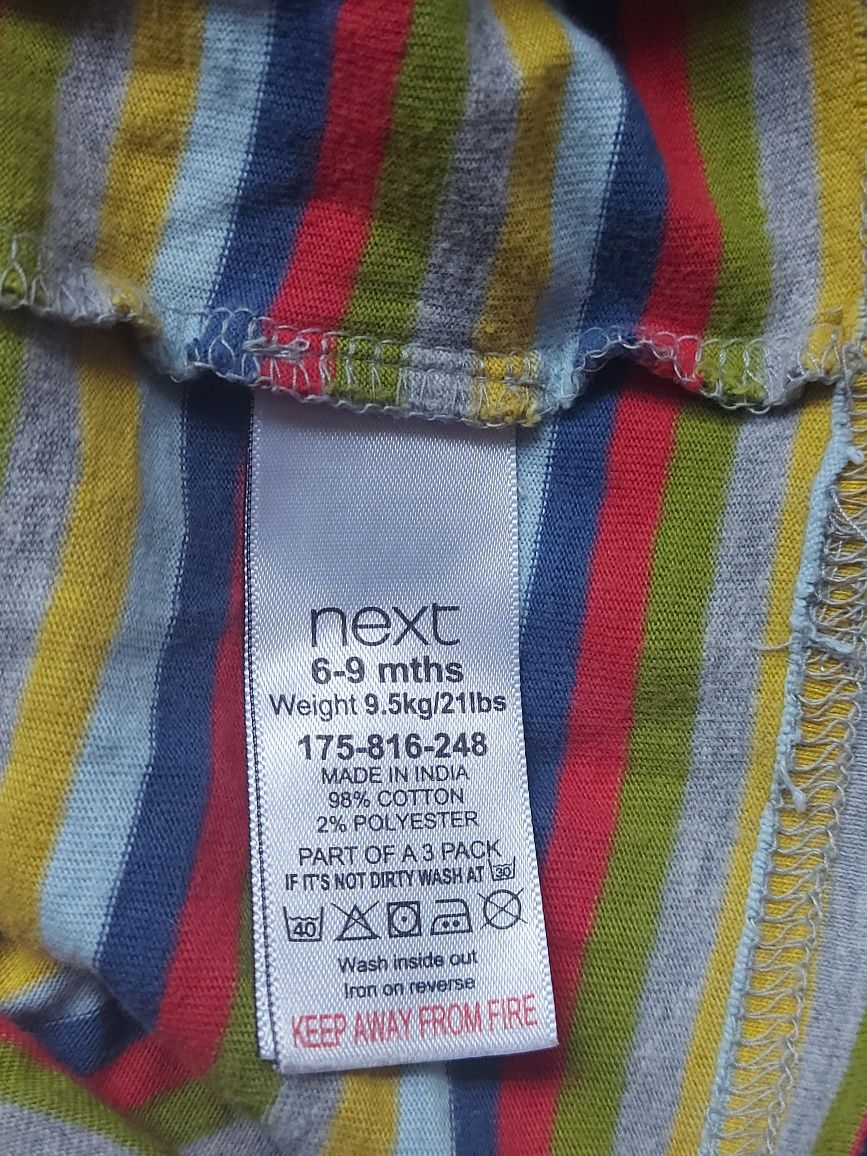 next
6-9 mths
Weight 9.5kg/21lbs
175-816-248
MADE IN INDIA
98% COTTON
2% POLYESTER
PART OF A 3 PACK
IF IT'S NOT DIRTY WASH AT 30
40
Wash inside out
Iron on reverse
KEEP AWAY FROM FIRE